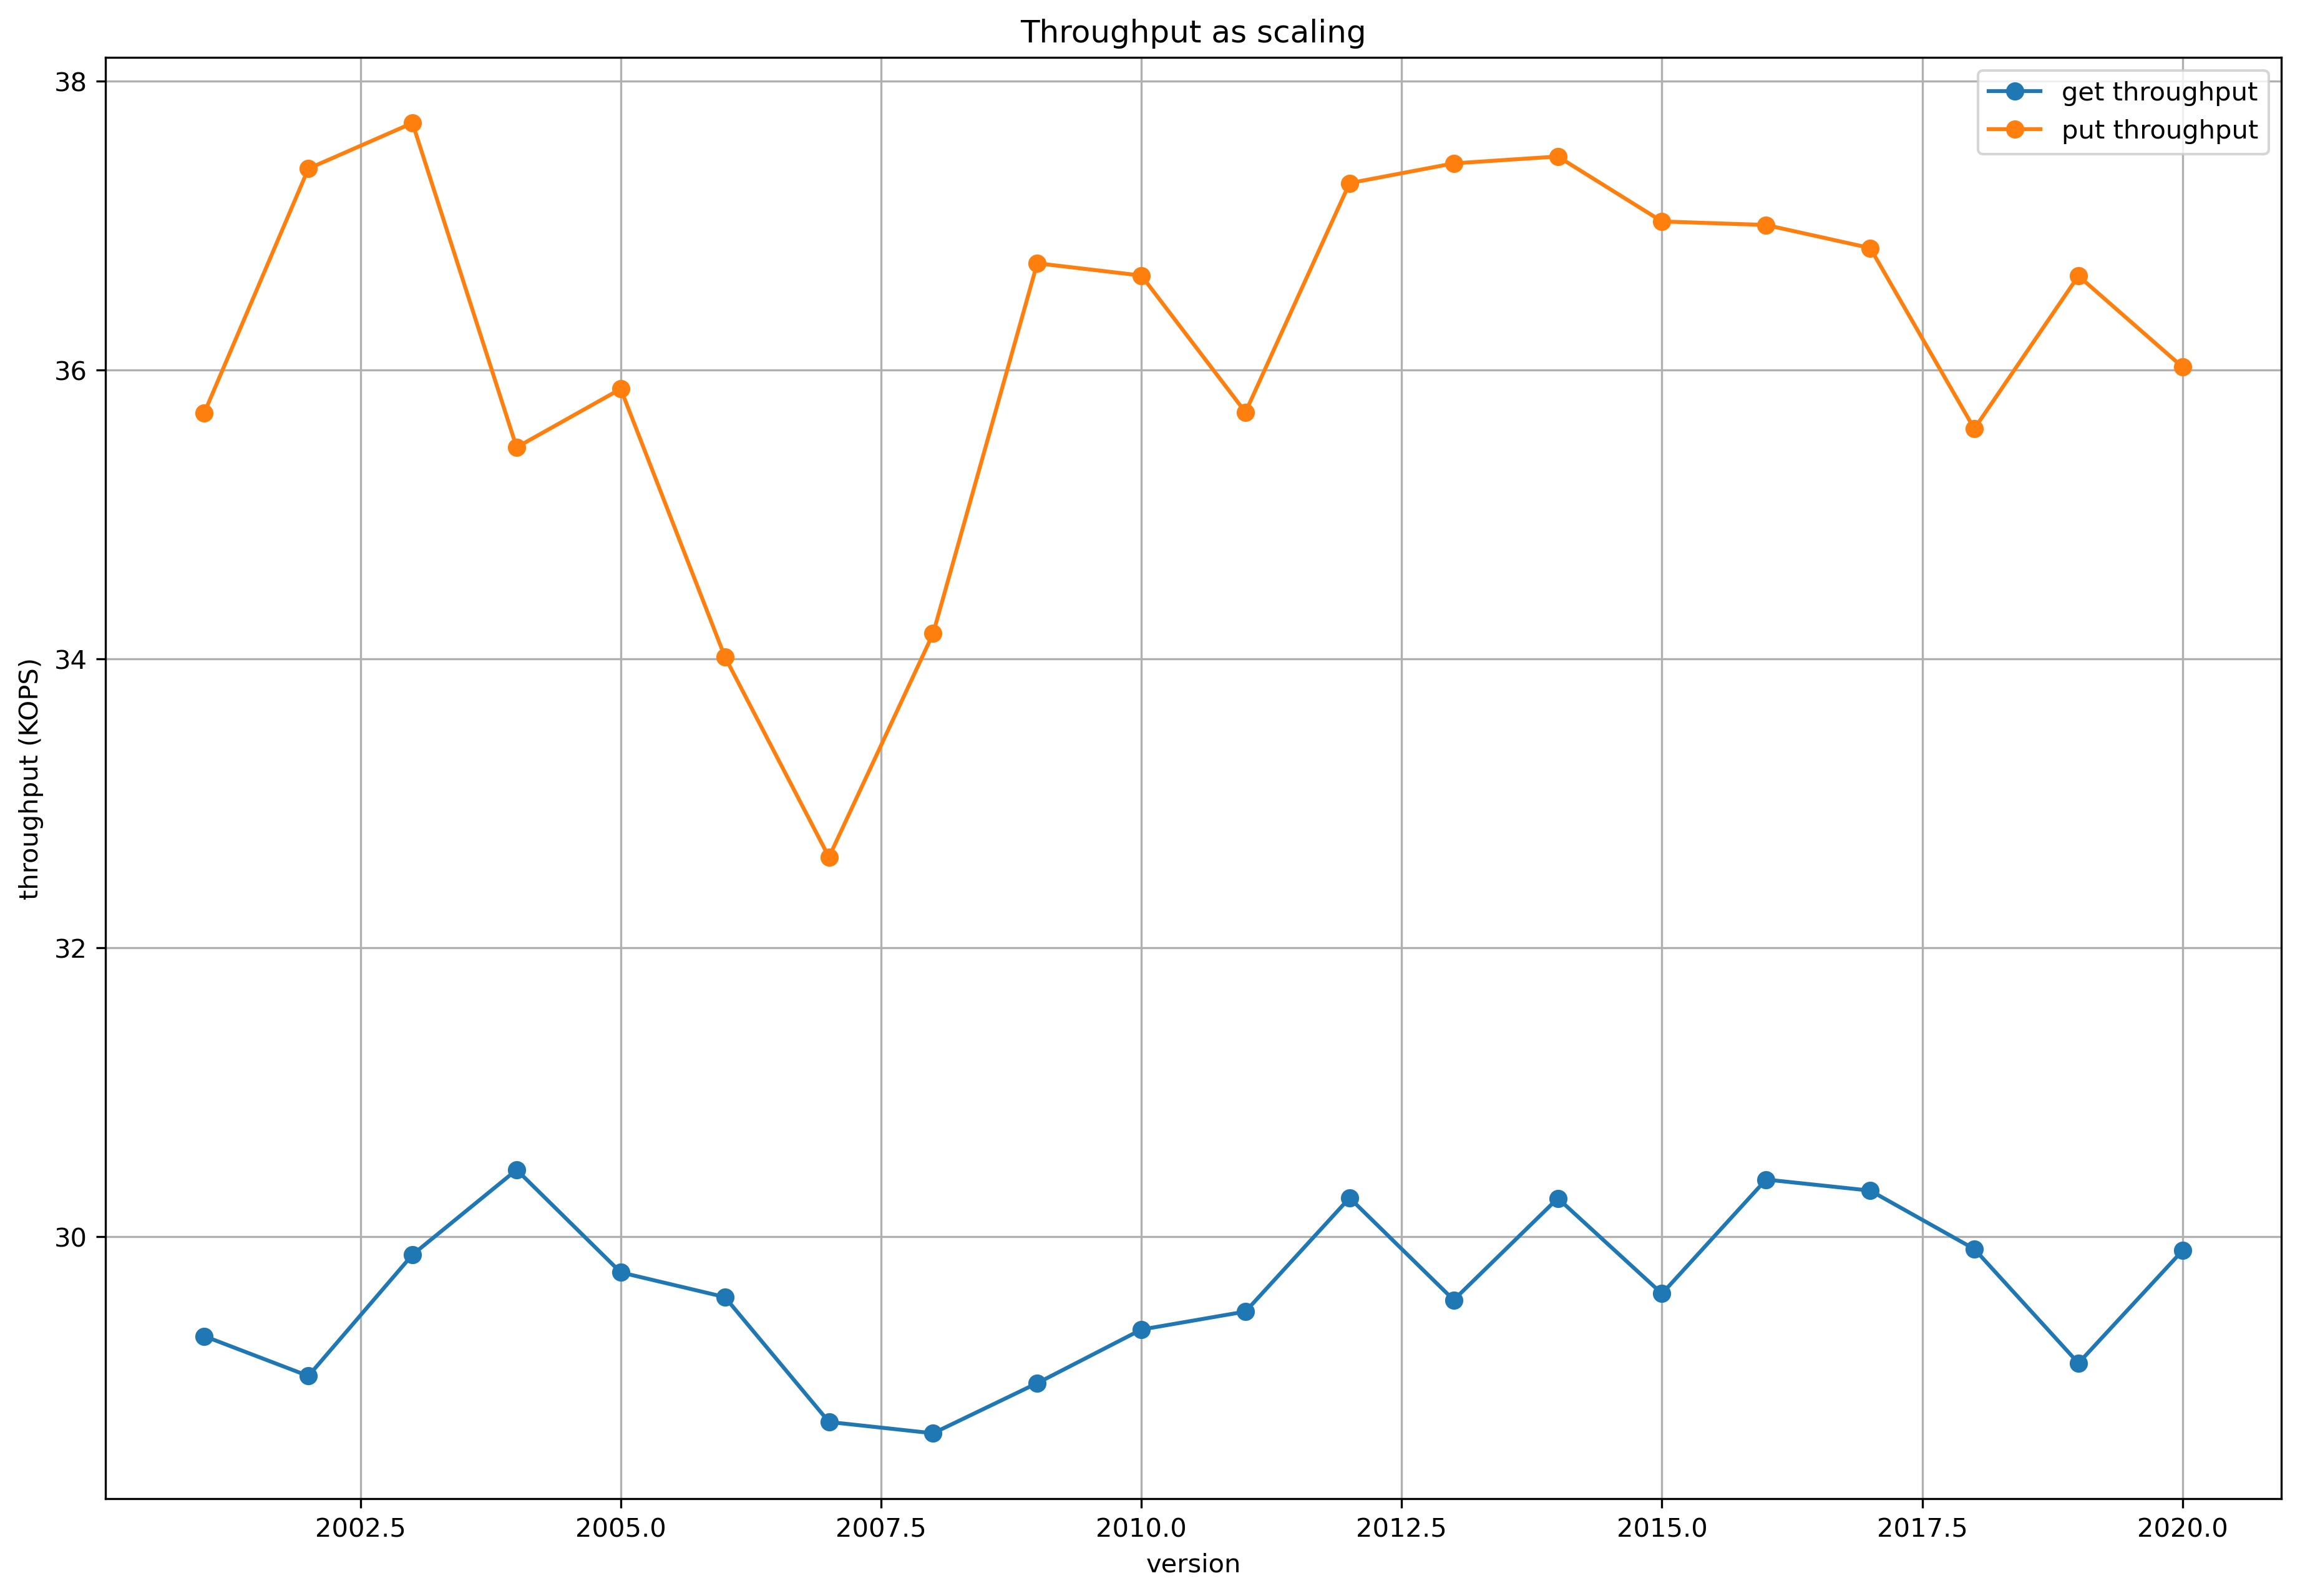 Throughput as scaling
get throughput
put throughput
38
36
34
32
30
throughput (KOPS)
2002.5
2005.0
2007.5
2010.0
2012.5
2015.0
2017.5
2020.0
version